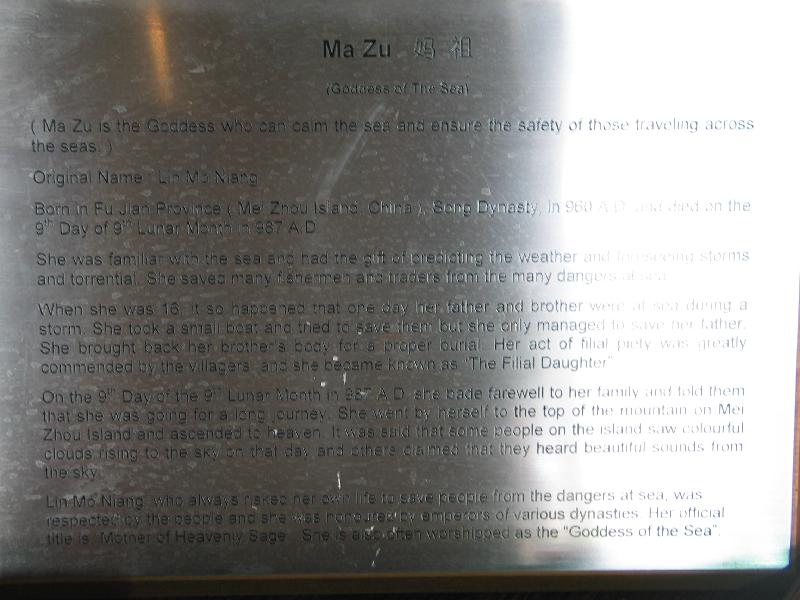 Ma Zu 妈 祖
(Goddess of The Sea)
( Ma Zu is the Goddess who can calm the sea and ensure the safety of those traveling across
the seas. )
Original Name : Lin Mo Niang
Born in Fu Jian Province ( Mei Zhou Island, China ), Song Dynasty, in 960 A.D. and died on the
9th Day of 9th Lunar Month in 987 A.D.
She was familiar with the sea and had the gift of predicting the weather and foreseeing storms
and torrential. She saved many fishermen and traders from the many dangers at sea.
When she was 16, it so happened that one day her father and brother were at sea during a
storm. She took a small boat and tried to save them but she only managed to save her father.
She brought back her brother's body for a proper burial. Her act of filial piety was greatly
commended by the villagers and she became known as "The Filial Daughter"
On the 9th Day of the 9th Lunar Month in 987 A.D. she bade farewell to her family and told them
that she was going for a long journey. She went by herself to the top of the mountain on Mei
Zhou Island and ascended to heaven. It was said that some people on the island saw colourful
clouds rising to the sky on that day and others claimed that they heard beautiful sounds from
the sky.
Lin Mo Niang, who always risked her own life to save people from the dangers at sea, was
respected by the people and she was honoured by emperors of various dynasties. Her official
title is "Mother of Heavenly Sage". She is also often worshipped as the "Goddess of the Sea".